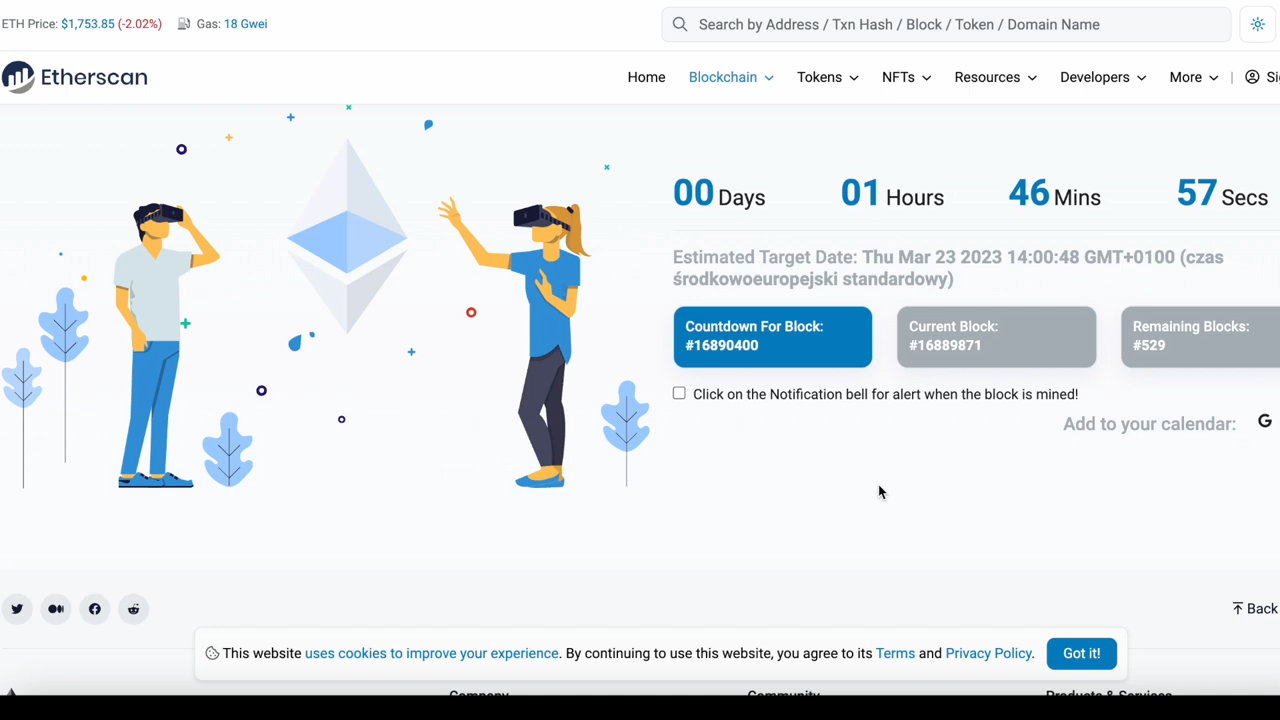 ETH Price: $1,753.85 (-2.02%) Gas: 18 Gwei
Search by Address / Txn Hash / Block / Token / Domain Name
Etherscan
Home Blockchain Tokens NFTs Resources Developers More
00 Days 01 Hours 46 Mins 57 Secs
Estimated Target Date: Thu Mar 23 2023 14:00:48 GMT+0100 (czas
środkowoeuropejski standardowy)
Countdown For Block:
#16890400
Current Block:
#16889871
Remaining Blocks:
#529
Click on the Notification bell for alert when the block is mined!
Add to your calendar:
Back
This website uses cookies to improve your experience. By continuing to use this website, you agree to its Terms and Privacy Policy. Got it!
Company Community Products & Services